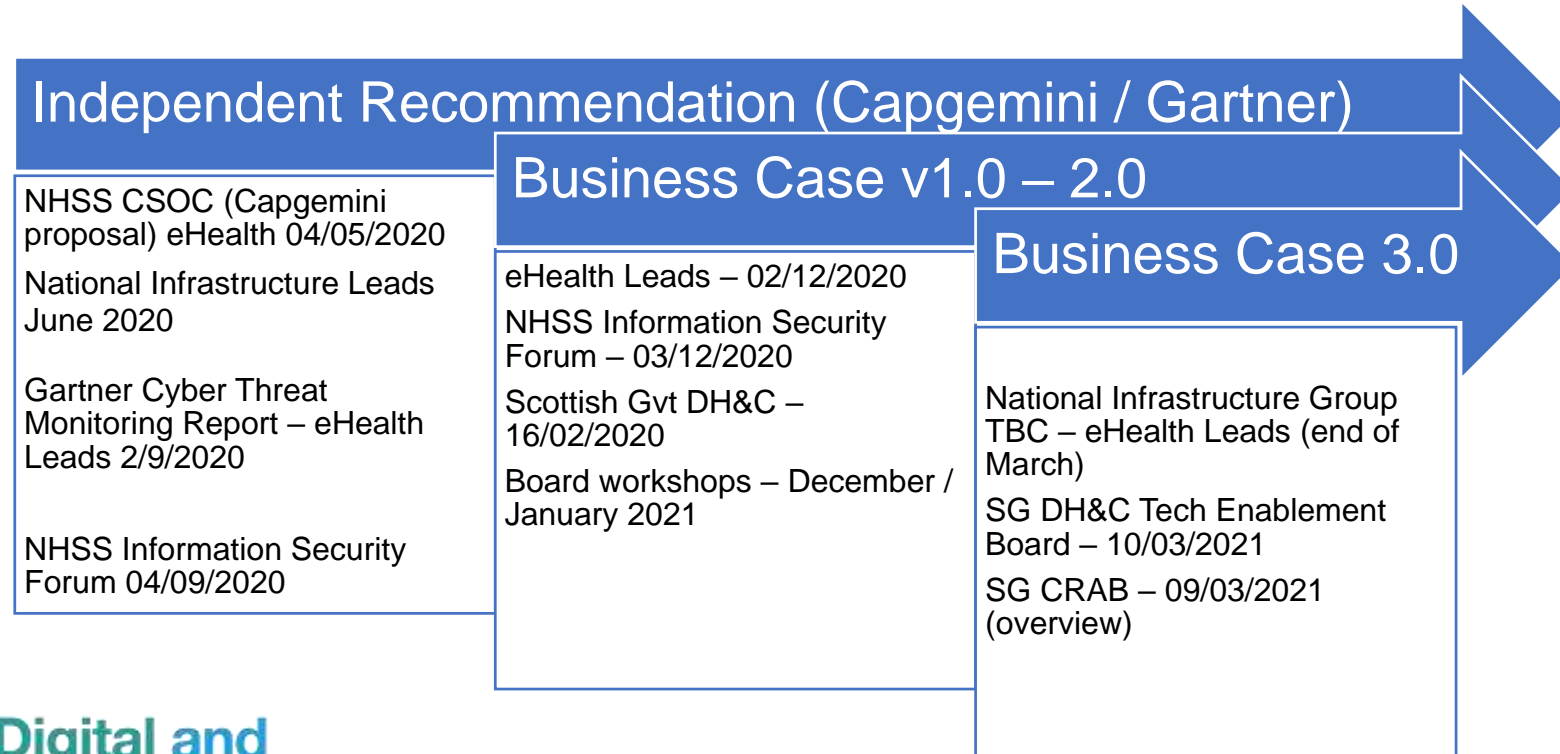 Independent Recommendation (Capgemini / Gartner)
NHSS CSOC (Capgemini
proposal) eHealth 04/05/2020
National Infrastructure Leads
June 2020
Gartner Cyber Threat
Monitoring Report – eHealth
Leads 2/9/2020
NHSS Information Security
Forum 04/09/2020
Business Case v1.0 – 2.0
eHealth Leads – 02/12/2020
NHSS Information Security
Forum – 03/12/2020
Scottish Gvt DH&C –
16/02/2020
Board workshops – December /
January 2021
Business Case 3.0
National Infrastructure Group
TBC – eHealth Leads (end of
March)
SG DH&C Tech Enablement
Board – 10/03/2021
SG CRAB – 09/03/2021
(overview)
Digital and